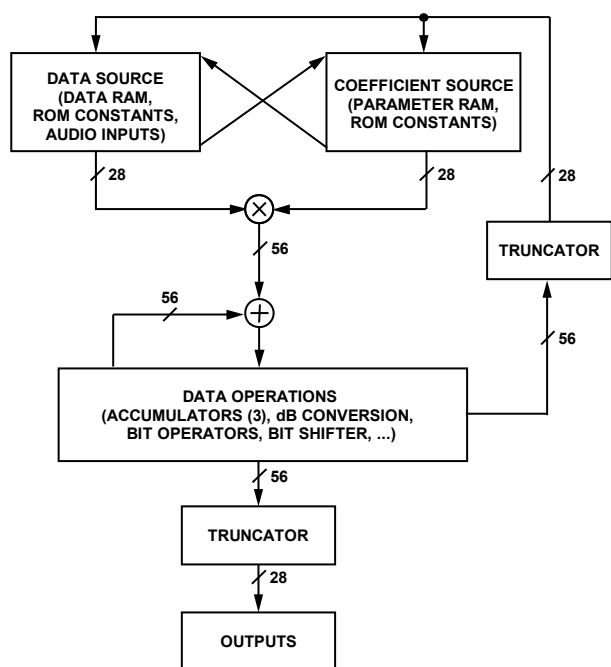 DATA SOURCE
(DATA RAM,
ROM CONSTANTS,
AUDIO INPUTS)
COEFFICIENT SOURCE
(PARAMETER RAM,
ROM CONSTANTS)
28
28
28
TRUNCATOR
56
56
56
DATA OPERATIONS
(ACCUMULATORS (3), dB CONVERSION,
BIT OPERATORS, BIT SHIFTER, ...)
56
TRUNCATOR
28
OUTPUTS